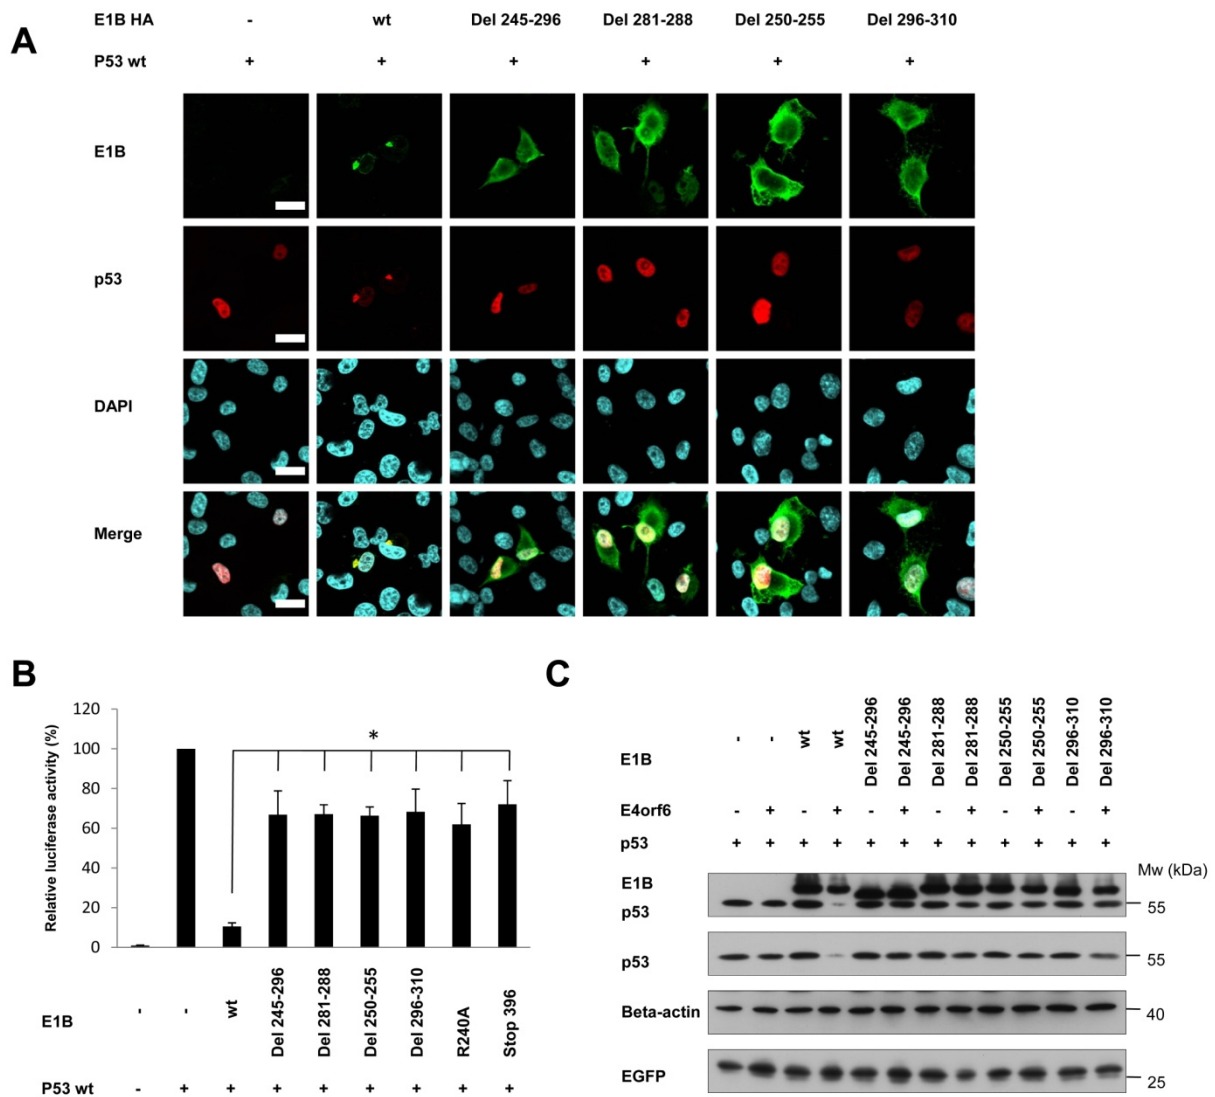 A
E1B HA - wt Del 245-296 Del 281-288 Del 250-255 Del 296-310
P53 wt + + + + + +
E1B
p53
DAPI
Merge
B
Relative luciferase activity (%)
120
100
80
60
40
20
0
*
E1B - - wt Del 245-296 Del 281-288 Del 250-255 Del 296-310 R240A Stop 396
P53 wt - + + + + + + + +
C
E1B - - wt wt Del 245-296 Del 245-296 Del 281-288 Del 281-288 Del 250-255 Del 250-255 Del 296-310 Del 296-310
E4orf6 - + - + - + - + - + - +
p53 + + + + + + + + + + + +
Mw (kDa)
E1B
p53 55
p53 55
Beta-actin 40
EGFP 25